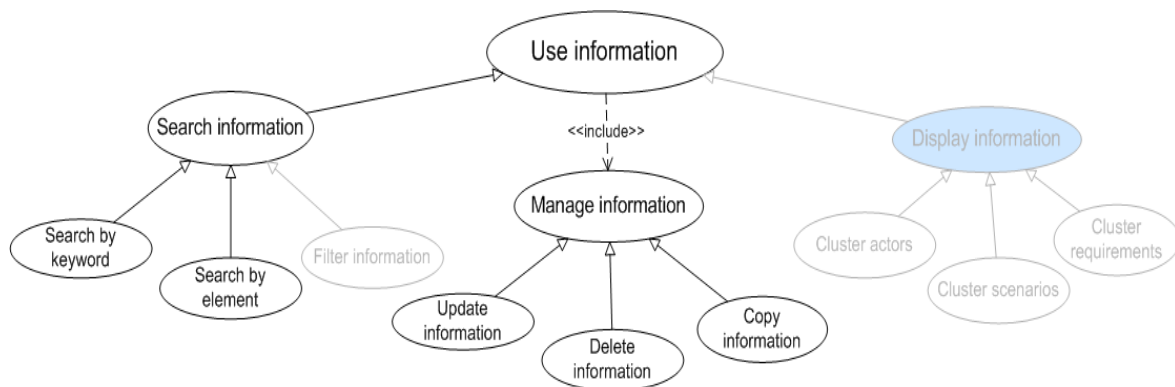 Use information
Search information
<<include>>
Display information
Manage information
Search by
keyword
Search by
element
Filter information
Cluster actors
Cluster scenarios
Cluster
requirements
Update
information
Delete
information
Copy
information